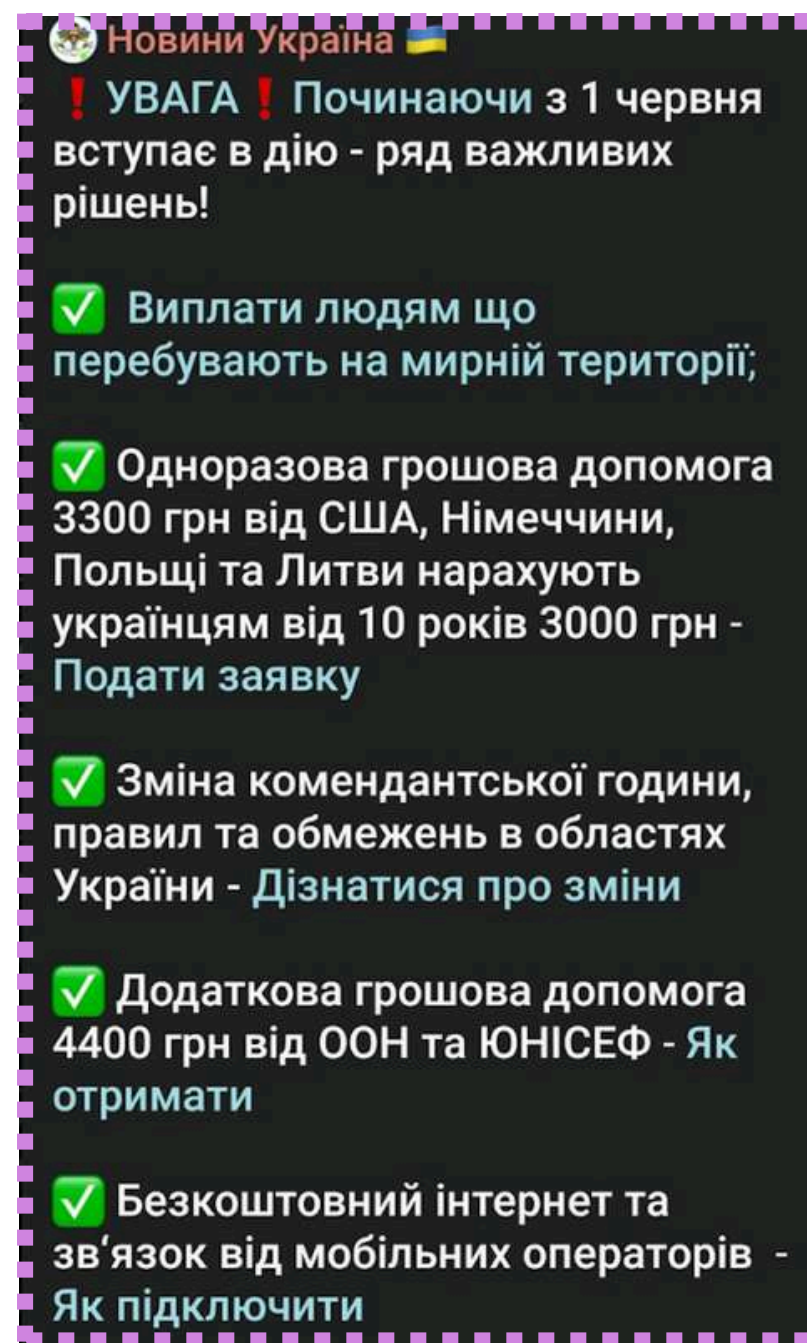 Новини Україна 🇺🇦
❗ УВАГА ❗ Починаючи з 1 червня
вступає в дію - ряд важливих
рішень!
✅ Виплати людям що
перебувають на мирній території;
✅ Одноразова грошова допомога
3300 грн від США, Німеччини,
Польщі та Литви нарахують
українцям від 10 років 3000 грн -
Подати заявку
✅ Зміна комендантської години,
правил та обмежень в областях
України - Дізнатися про зміни
✅ Додаткова грошова допомога
4400 грн від ООН та ЮНІСЕФ - Як
отримати
✅ Безкоштовний інтернет та
зв‘язок від мобільних операторів -
Як підключити